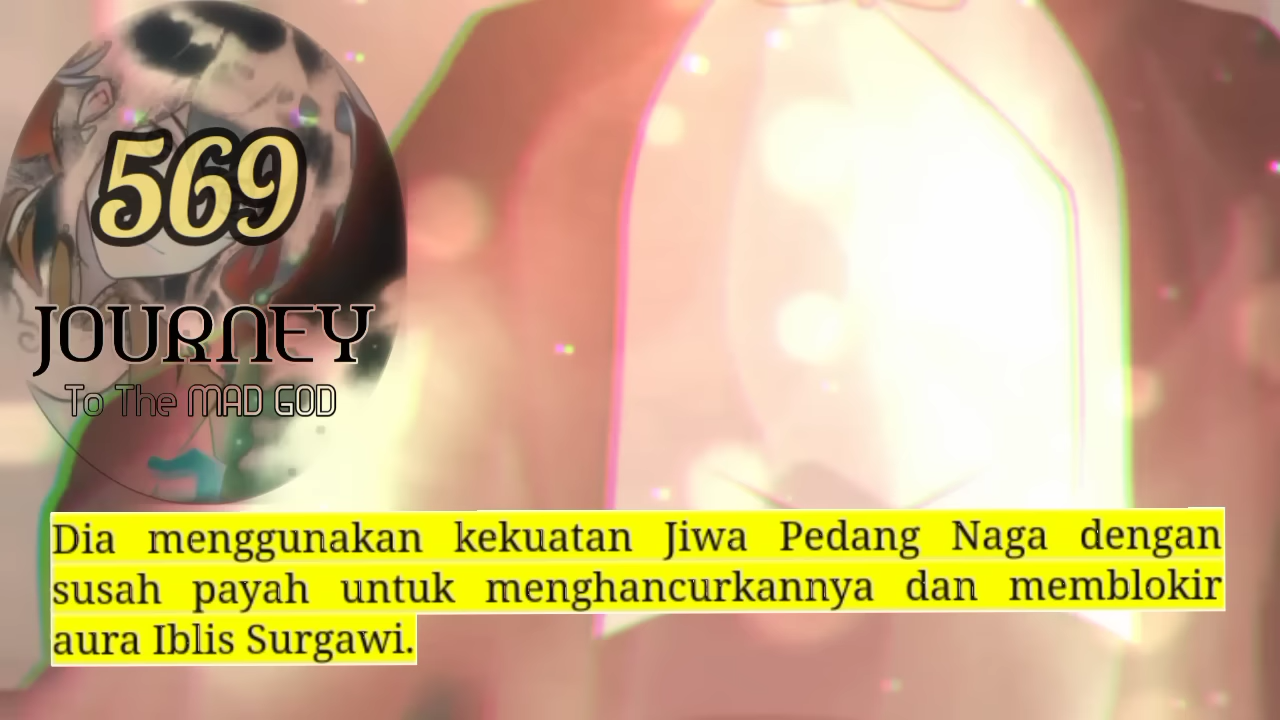 569
JOURNEY
To The MAD GOD
Dia menggunakan kekuatan Jiwa Pedang Naga dengan
susah payah untuk menghancurkannya dan memblokir
aura Iblis Surgawi.